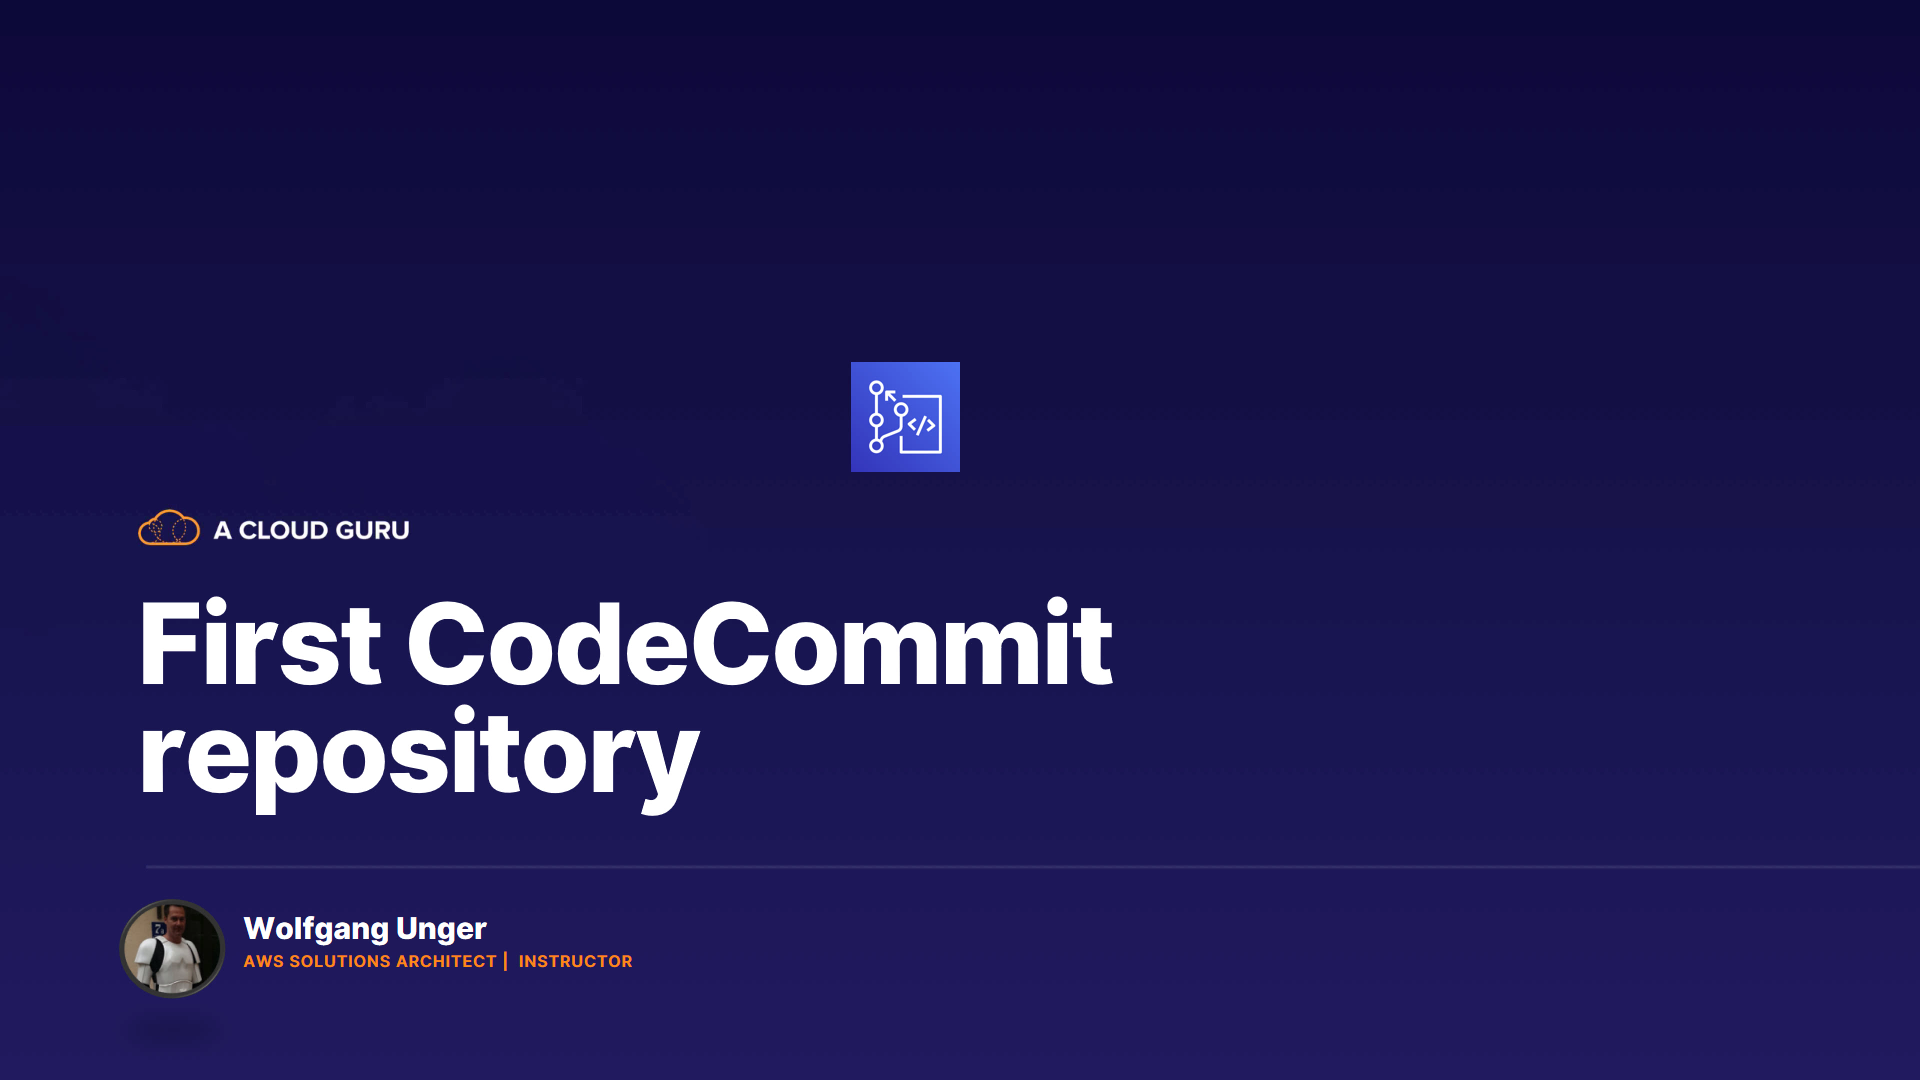 A CLOUD GURU
First CodeCommit
repository
Wolfgang Unger
AWS SOLUTIONS ARCHITECT | INSTRUCTOR